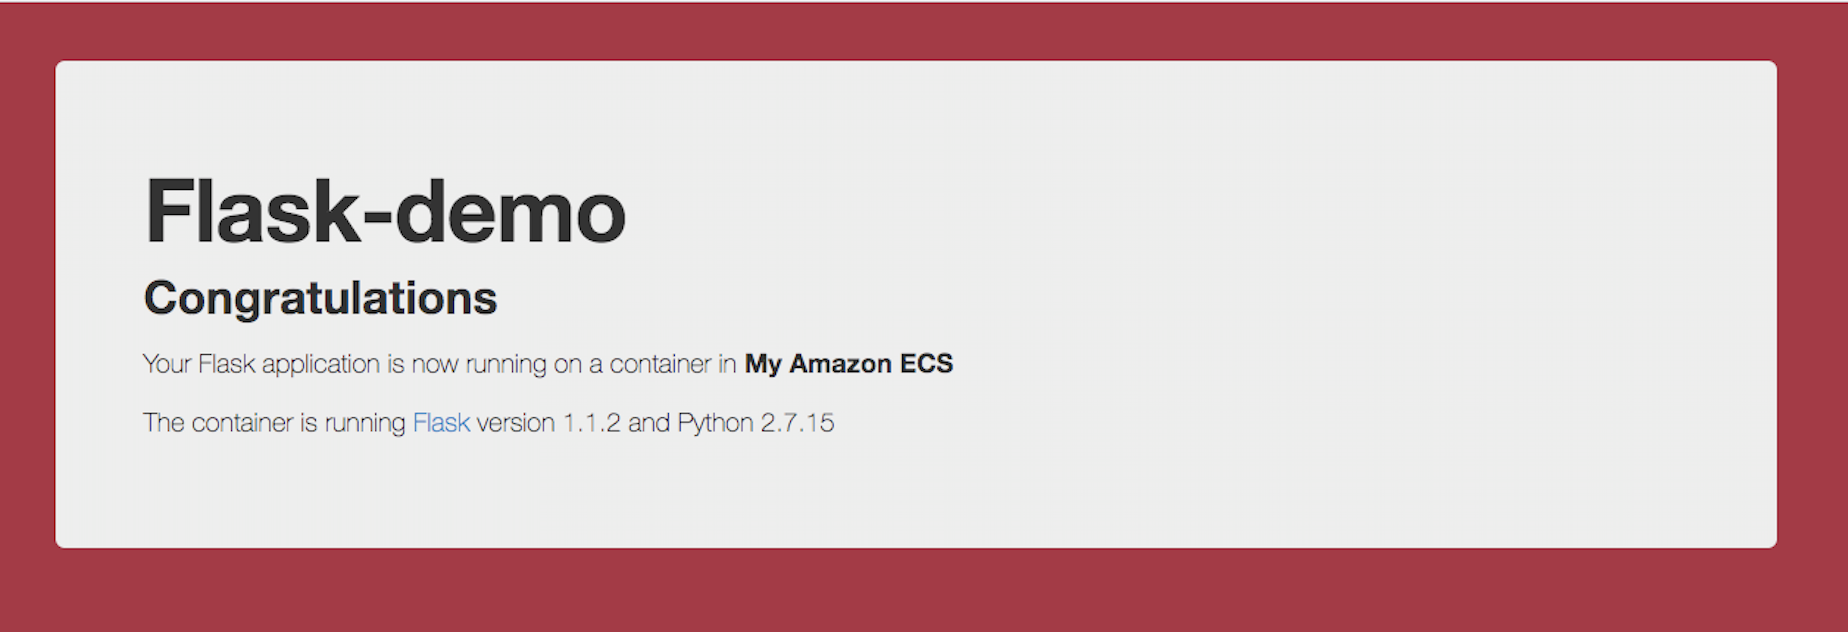 Flask-demo
Congratulations
Your Flask application is now running on a container in My Amazon ECS
The container is running Flask version 1.1.2 and Python 2.7.15